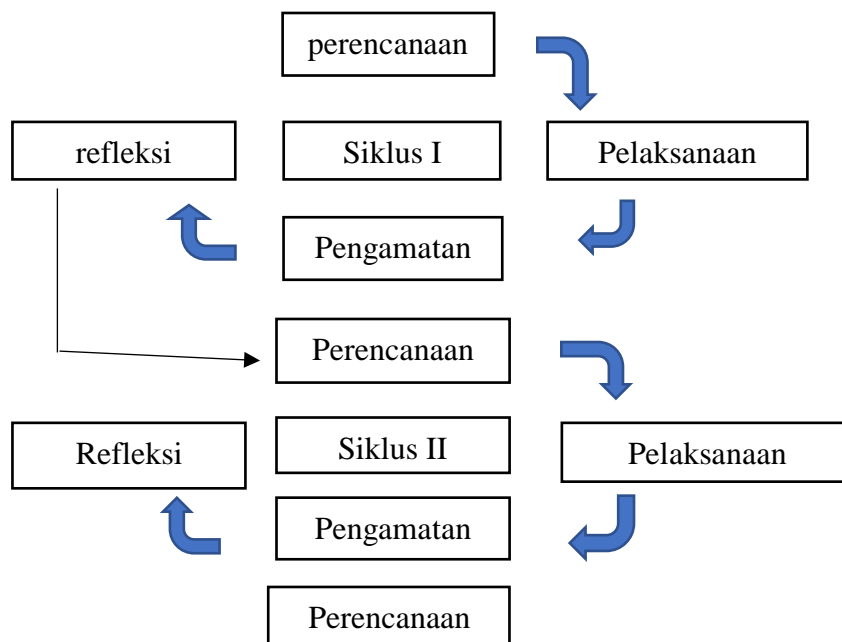 perencanaan
refleksi
Siklus I
Pelaksanaan
Pengamatan
Perencanaan
Refleksi
Siklus II
Pelaksanaan
Pengamatan
Perencanaan